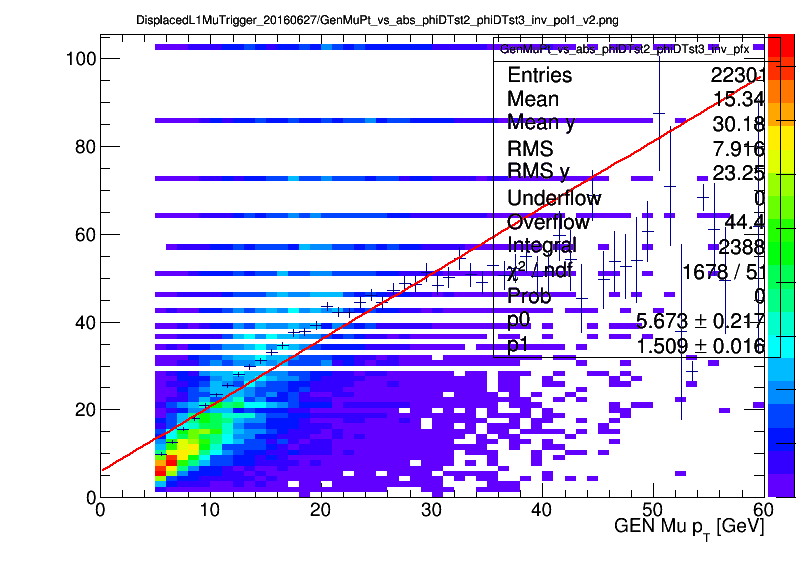 DisplacedL1MuTrigger_20160627/GenMuPt_vs_abs_phiDTst2_phiDTst3_inv_pol1_v2.png
GenMuPt_vs_abs_phiDTst2_phiDTst3_inv_pfx
Entries 22301
Mean 15.34
Mean y 30.18
RMS 7.916
RMS y 23.25
Underflow 0
Overflow 44.4
Integral 2388
χ² / ndf 1678 / 51
Prob 0
p0 5.673 ± 0.217
p1 1.509 ± 0.016
100
80
60
40
20
0
0 10 20 30 40 50 60
GEN Mu p_T [GeV]